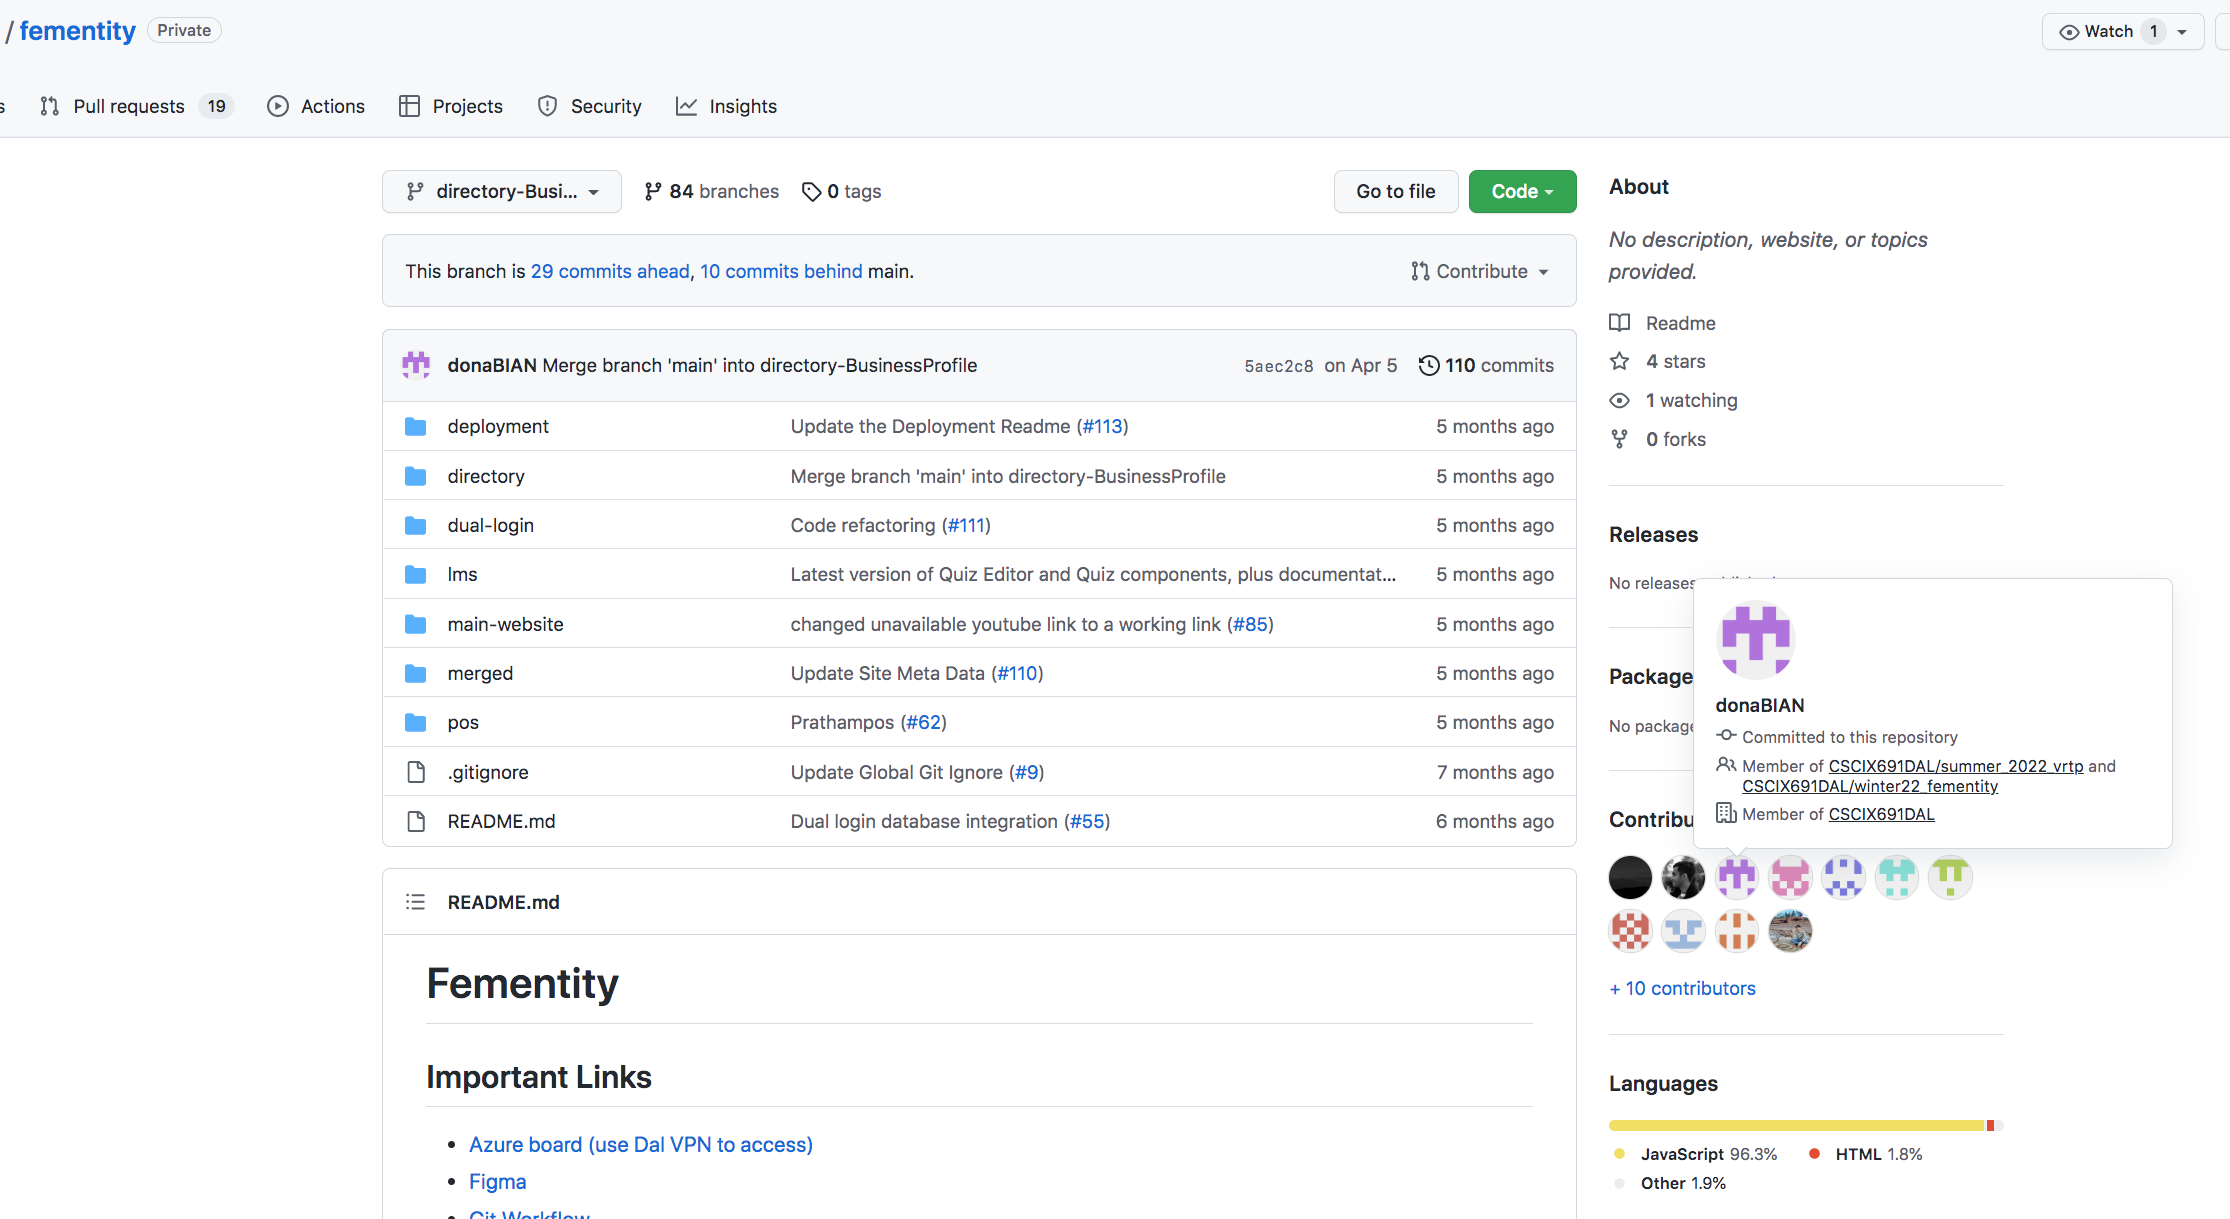 / fementity Private
Watch 1
s Pull requests 19 Actions Projects Security Insights
directory-Busi... 84 branches 0 tags Go to file Code
This branch is 29 commits ahead, 10 commits behind main. Contribute
donaBIAN Merge branch 'main' into directory-BusinessProfile 5aec2c8 on Apr 5 110 commits
deployment Update the Deployment Readme (#113) 5 months ago
directory Merge branch 'main' into directory-BusinessProfile 5 months ago
dual-login Code refactoring (#111) 5 months ago
lms Latest version of Quiz Editor and Quiz components, plus documentat... 5 months ago
main-website changed unavailable youtube link to a working link (#85) 5 months ago
merged Update Site Meta Data (#110) 5 months ago
pos Prathampos (#62) 5 months ago
.gitignore Update Global Git Ignore (#9) 7 months ago
README.md Dual login database integration (#55) 6 months ago
README.md
Fementity
Important Links
Azure board (use Dal VPN to access)
Figma
Git Workflow
About
No description, website, or topics
provided.
Readme
4 stars
1 watching
0 forks
Releases
No releases
Package
No package
donaBIAN
Committed to this repository
Member of CSCIX691DAL/summer_2022_vrtp and
CSCIX691DAL/winter22_fementity
Member of CSCIX691DAL
Contribu
+ 10 contributors
Languages
JavaScript 96.3% HTML 1.8%
Other 1.9%